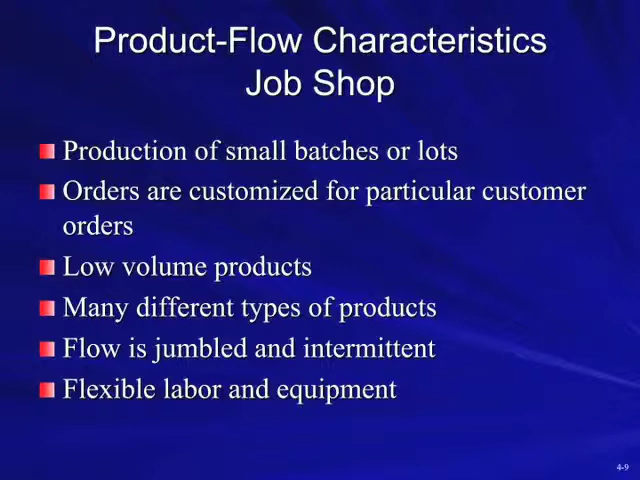 Product-Flow Characteristics
Job Shop
Production of small batches or lots
Orders are customized for particular customer
orders
Low volume products
Many different types of products
Flow is jumbled and intermittent
Flexible labor and equipment
4-9